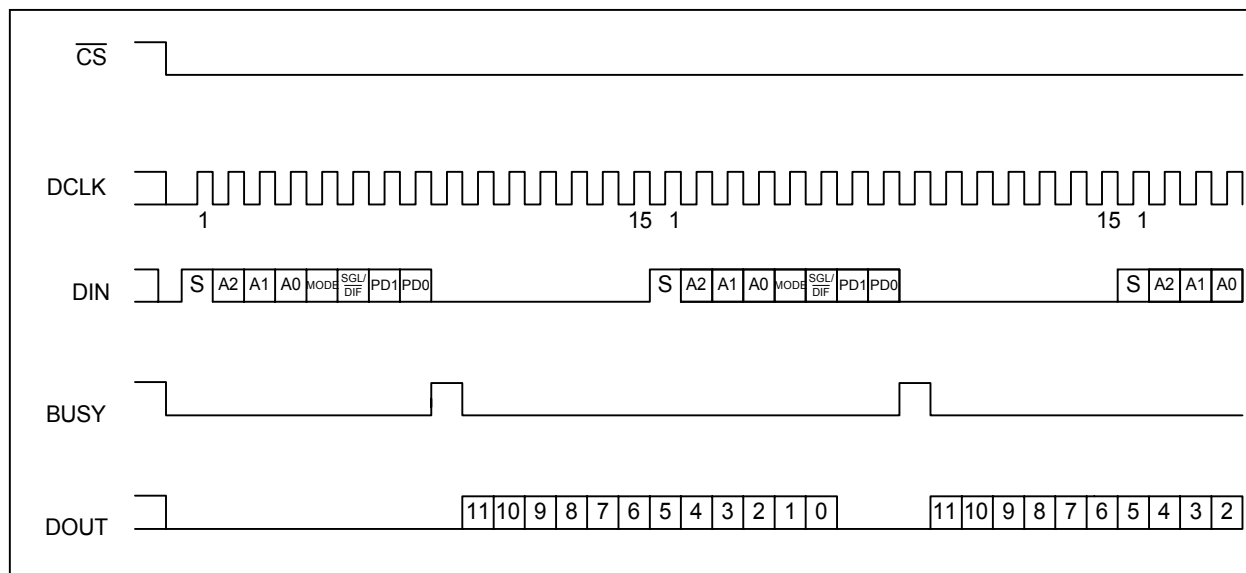 CS
DCLK
1 15 1 15 1
DIN
S A2 A1 A0 MODE SGL/DIF PD1 PD0 S A2 A1 A0 MODE SGL/DIF PD1 PD0 S A2 A1 A0
BUSY
DOUT
11 10 9 8 7 6 5 4 3 2 1 0 11 10 9 8 7 6 5 4 3 2